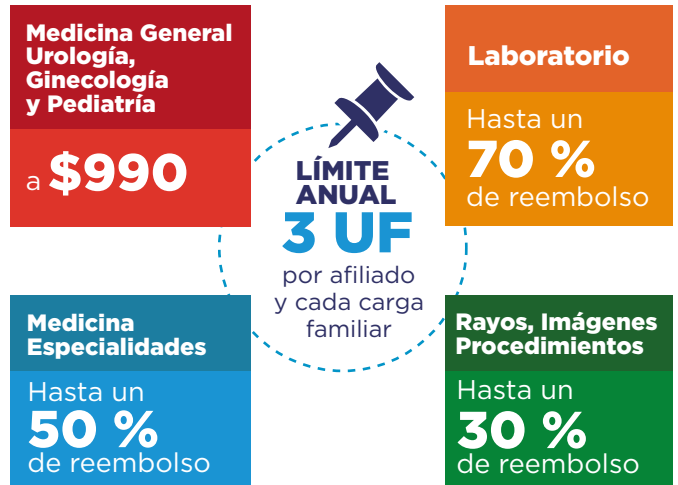 Medicina General
Urología,
Ginecología
y Pediatría
a $990
Laboratorio
Hasta un
70 %
de reembolso
LÍMITE
ANUAL
3 UF
por afiliado
y cada carga
familiar
Medicina
Especialidades
Hasta un
50 %
de reembolso
Rayos, Imágenes
Procedimientos
Hasta un
30 %
de reembolso